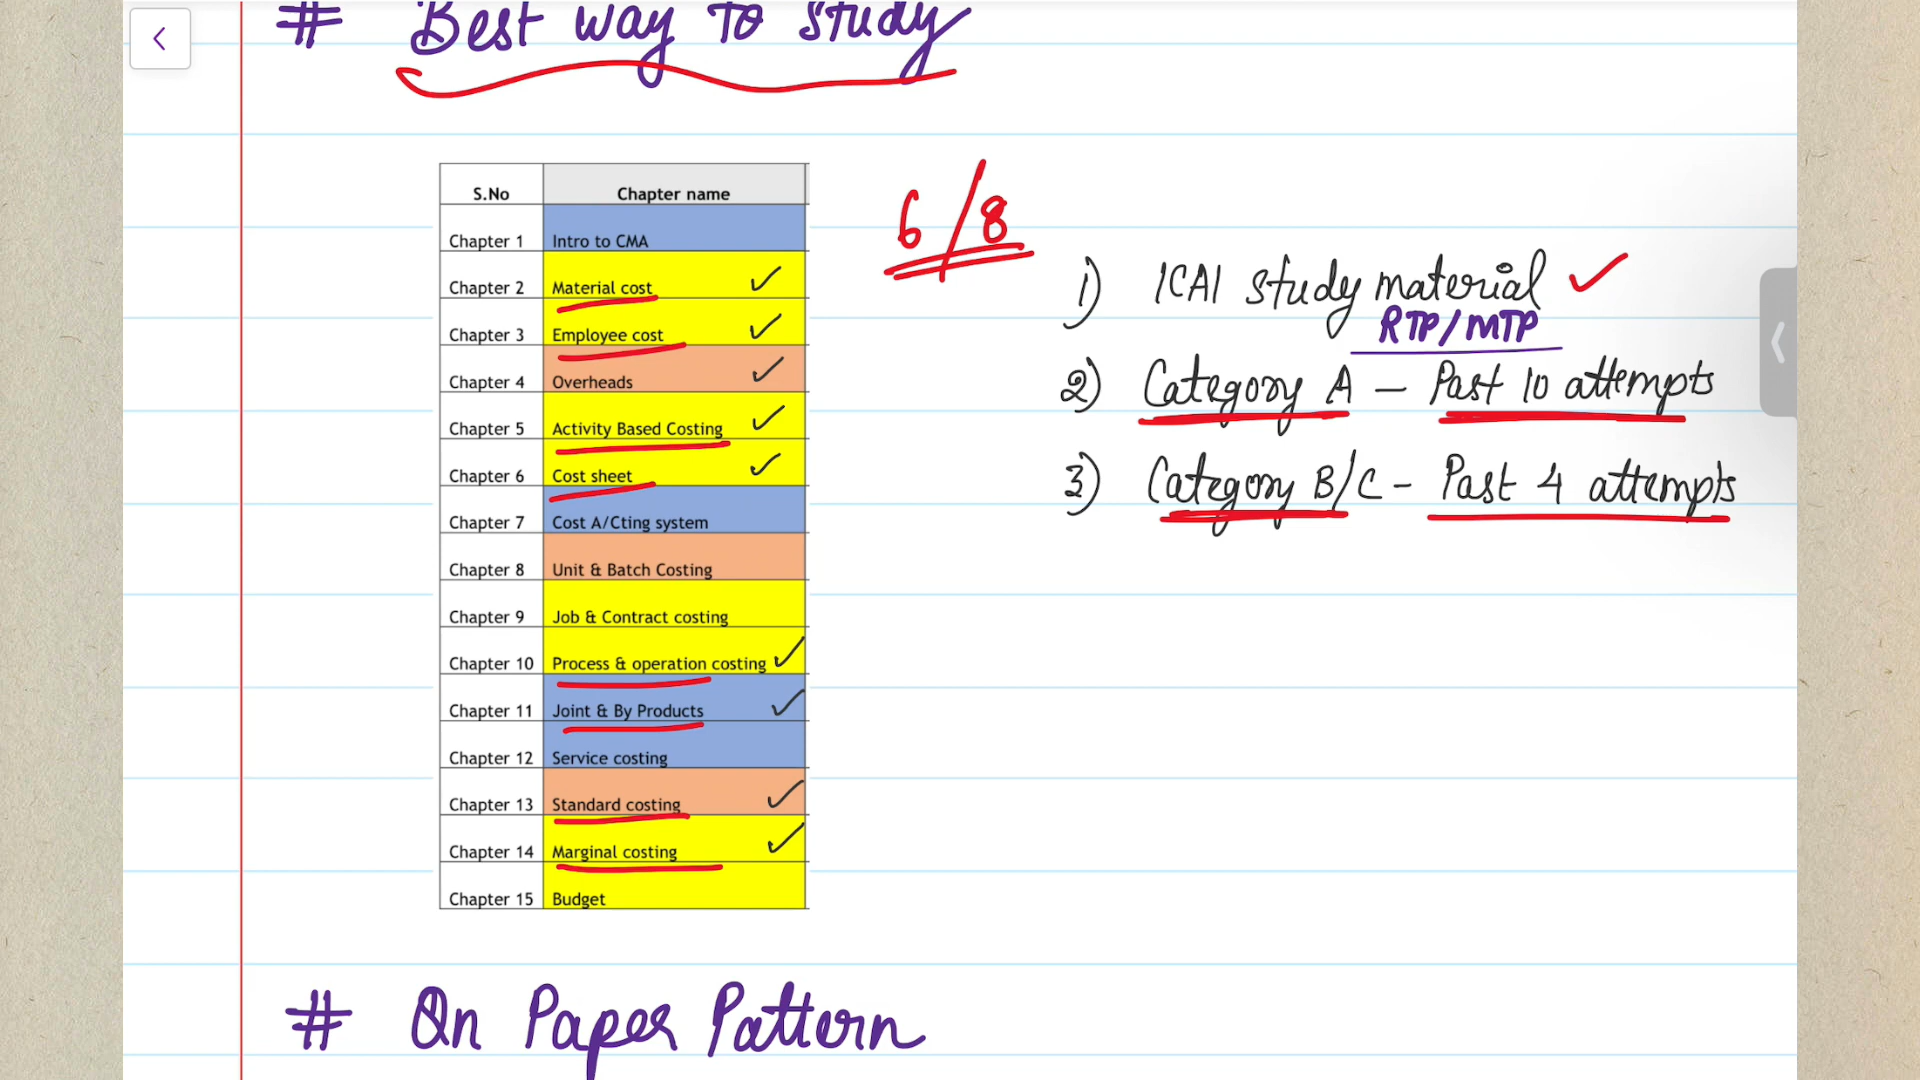 # Best way to study
S.No Chapter name
Chapter 1 Intro to CMA
Chapter 2 Material cost
Chapter 3 Employee cost
Chapter 4 Overheads
Chapter 5 Activity Based Costing
Chapter 6 Cost sheet
Chapter 7 Cost A/Cting system
Chapter 8 Unit & Batch Costing
Chapter 9 Job & Contract costing
Chapter 10 Process & operation costing
Chapter 11 Joint & By Products
Chapter 12 Service costing
Chapter 13 Standard costing
Chapter 14 Marginal costing
Chapter 15 Budget
6/8
1) ICAI study material
RTP/MTP
2) Category A - Past 10 attempts
3) Category B/C - Past 4 attempts
# Qn Paper Pattern